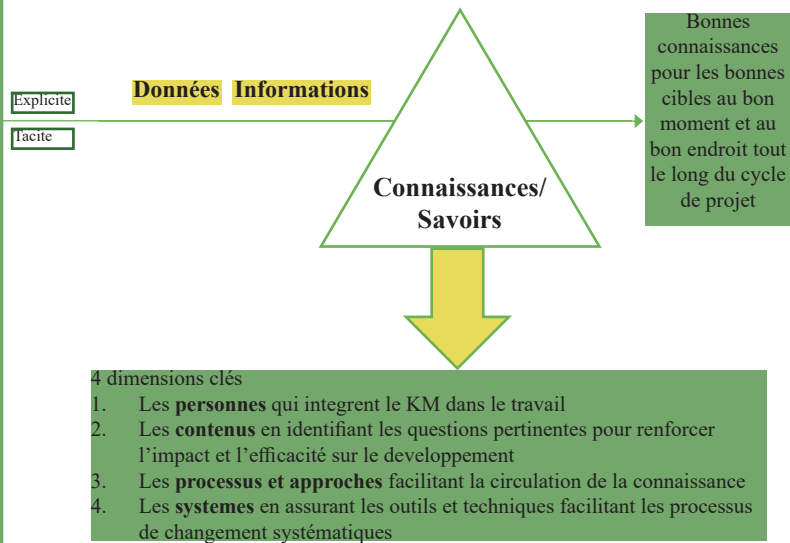 Explicite
Tacite
Données Informations
Connaissances/
Savoirs
Bonnes
connaissances
pour les bonnes
cibles au bon
moment et au
bon endroit tout
le long du cycle
de projet
4 dimensions clés
1. Les personnes qui integrent le KM dans le travail
2. Les contenus en identifiant les questions pertinentes pour renforcer
l’impact et l’efficacité sur le developpement
3. Les processus et approches facilitant la circulation de la connaissance
4. Les systemes en assurant les outils et techniques facilitant les processus
de changement systématiques